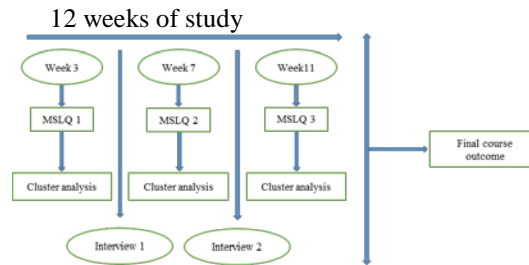 12 weeks of study
Week 3
Week 7
Week11
MSLQ 1
MSLQ 2
MSLQ 3
Final course
outcome
Cluster analysis
Cluster analysis
Cluster analysis
Interview 1
Interview 2